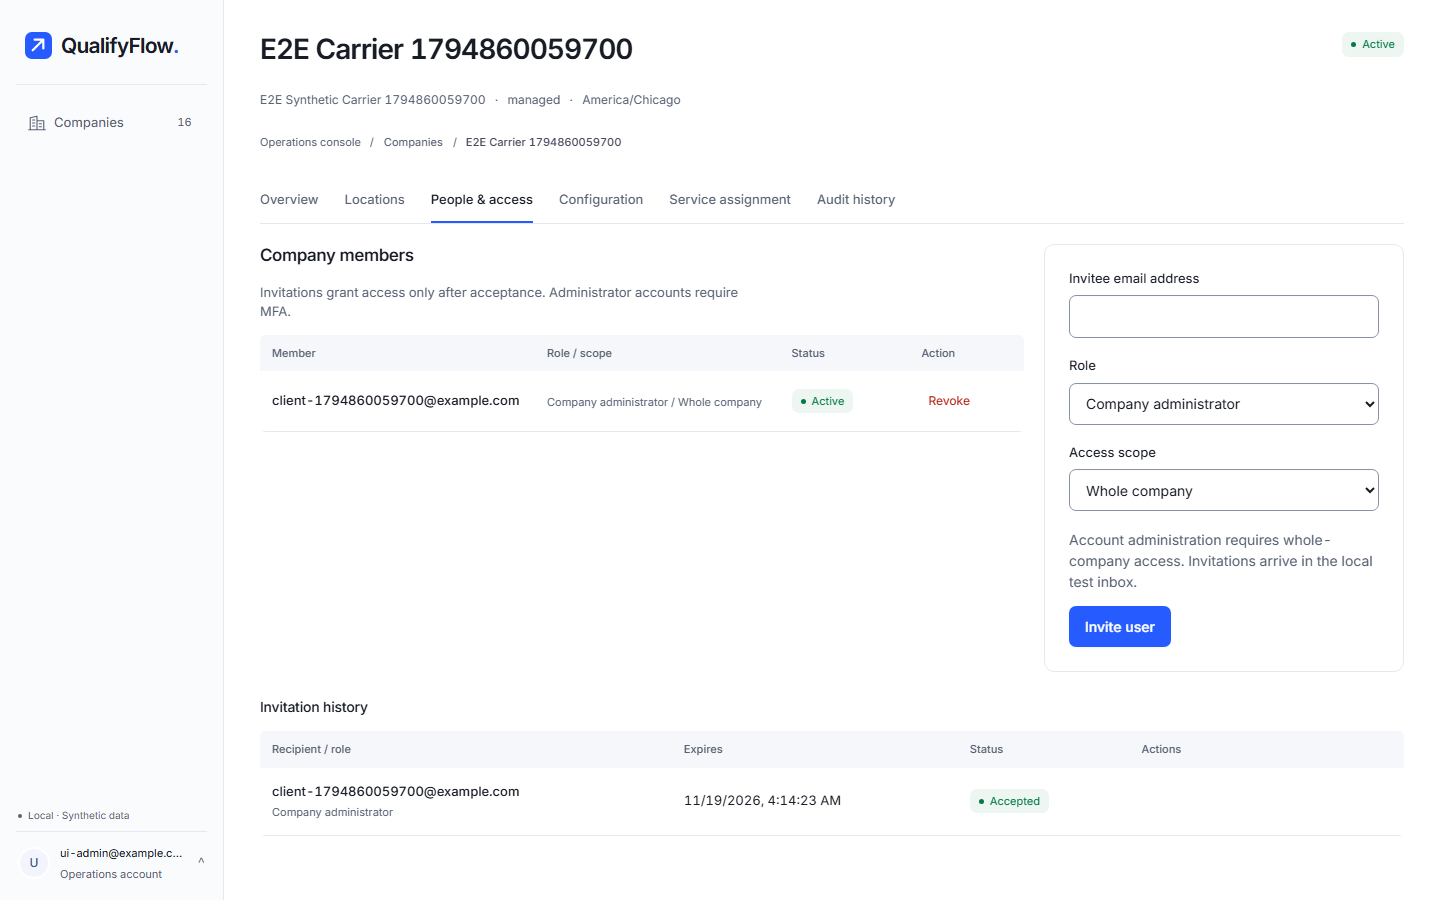 QualifyFlow.
Companies 16
Local · Synthetic data
U
ui-admin@example.c...
Operations account
E2E Carrier 1794860059700
Active
E2E Synthetic Carrier 1794860059700 · managed · America/Chicago
Operations console / Companies / E2E Carrier 1794860059700
Overview Locations People & access Configuration Service assignment Audit history
Company members
Invitations grant access only after acceptance. Administrator accounts require
MFA.
Member Role / scope Status Action
client-1794860059700@example.com Company administrator / Whole company Active Revoke
Invitee email address
Role
Company administrator
Access scope
Whole company
Account administration requires whole-
company access. Invitations arrive in the local
test inbox.
Invite user
Invitation history
Recipient / role Expires Status Actions
client-1794860059700@example.com 11/19/2026, 4:14:23 AM Accepted
Company administrator